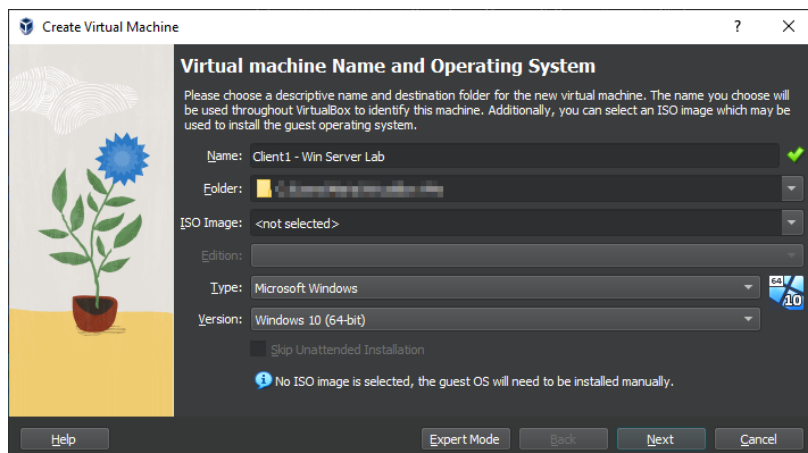 Create Virtual Machine
Virtual machine Name and Operating System
Please choose a descriptive name and destination folder for the new virtual machine. The name you choose will
be used throughout VirtualBox to identify this machine. Additionally, you can select an ISO image which may be
used to install the guest operating system.
Name: Client1 - Win Server Lab
Folder:
ISO Image: <not selected>
Edition:
Type: Microsoft Windows 64 10
Version: Windows 10 (64-bit)
Skip Unattended Installation
No ISO image is selected, the guest OS will need to be installed manually.
Help Expert Mode Back Next Cancel